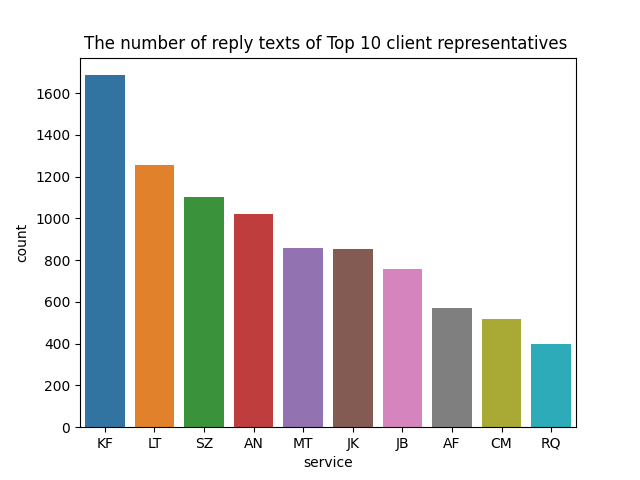 The number of reply texts of Top 10 client representatives
1600
1400
1200
1000
800
600
400
200
0
count
KF LT SZ AN MT JK JB AF CM RQ
service